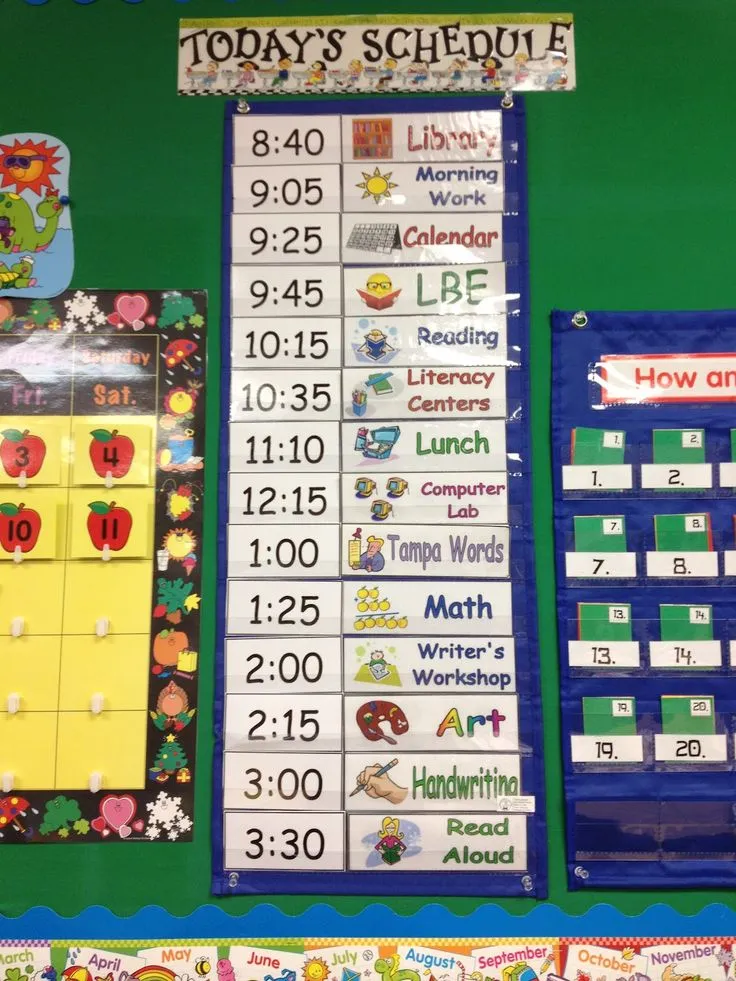 TODAY'S SCHEDULE
8:40 Library
9:05 Morning
Work
9:25 Calendar
9:45 LBE
10:15 Reading
10:35 Literacy
Centers
11:10 Lunch
12:15 Computer
Lab
1:00 Tampa Words
1:25 Math
2:00 Writer's
Workshop
2:15 Art
3:00 Handwriting
3:30 Read
Aloud
Friday Saturday
Fri. Sat.
3 4
10 11
How an
1. 2.
1. 2.
7. 8.
7. 8.
13. 14.
13. 14.
19. 20.
19. 20.
March April May June July August September October November